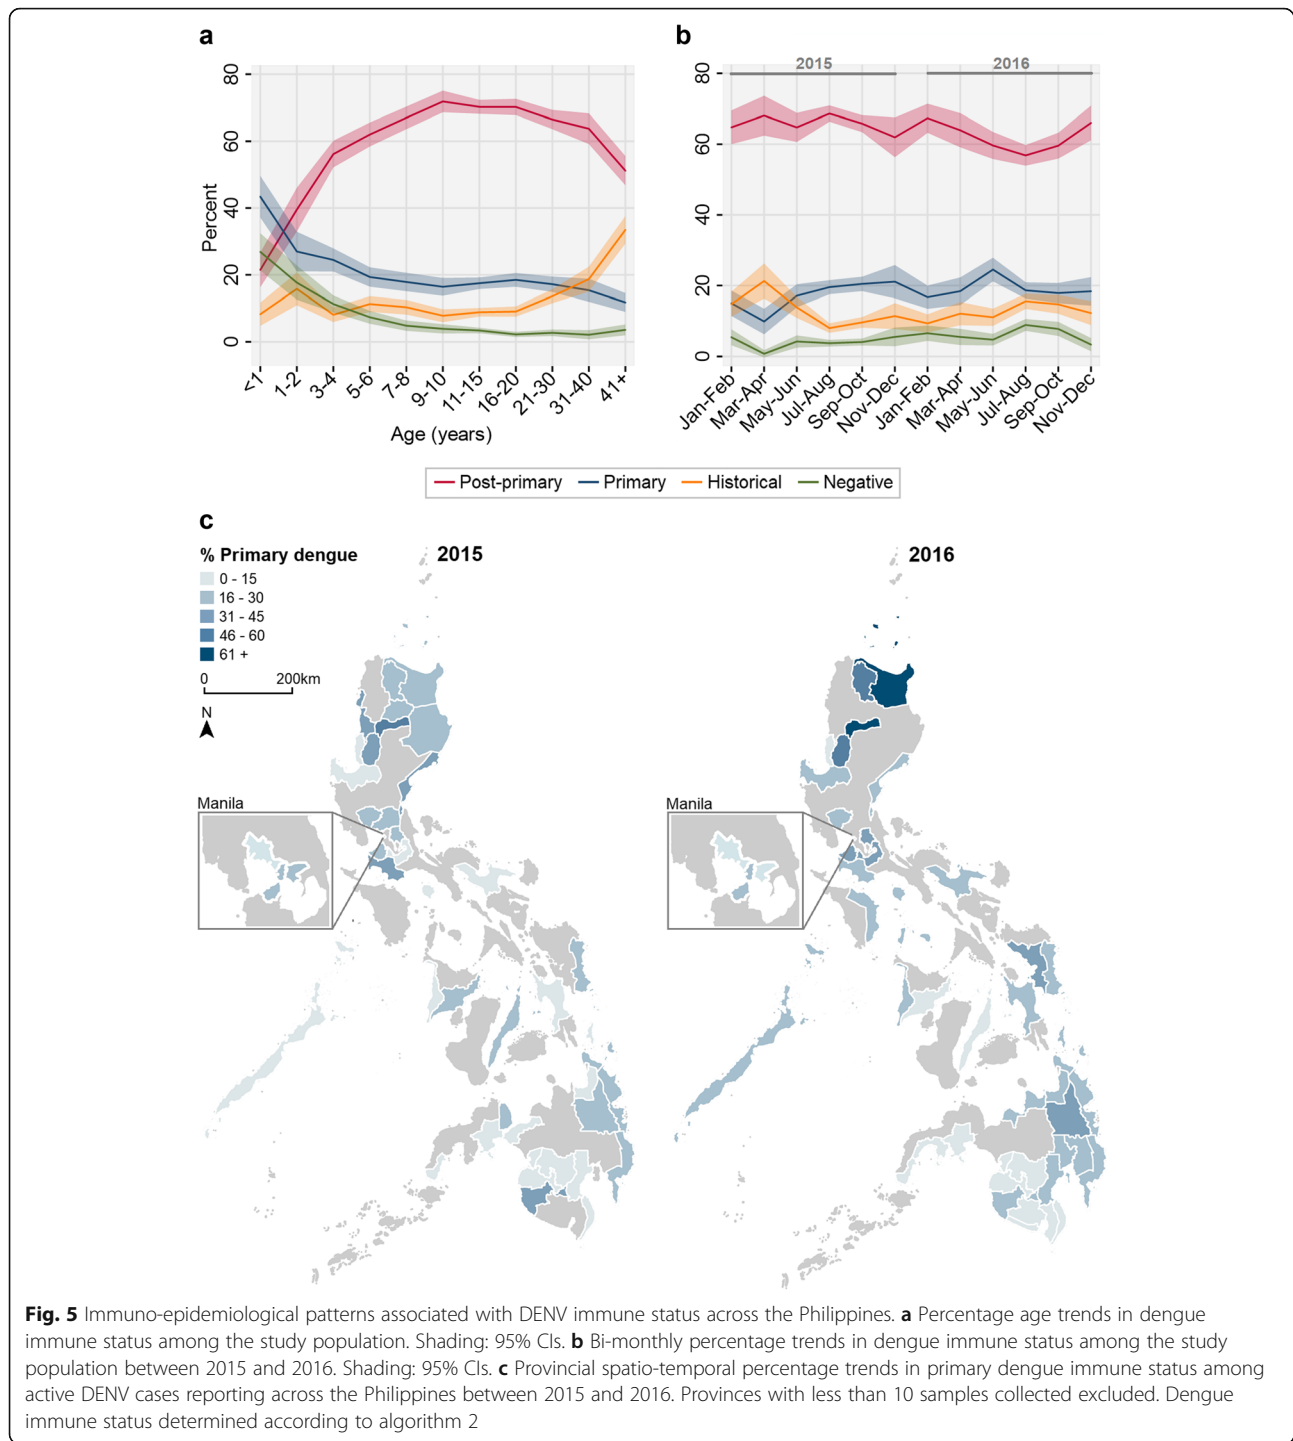 a
80
60
40
20
0
Percent
<1
1-2
3-4
5-6
7-8
9-10
11-15
16-20
21-30
31-40
41+
Age (years)
b
2015
2016
80
60
40
20
0
Jan-Feb
Mar-Apr
May-Jun
Jul-Aug
Sep-Oct
Nov-Dec
Jan-Feb
Mar-Apr
May-Jun
Jul-Aug
Sep-Oct
Nov-Dec
Post-primary Primary Historical Negative
c
% Primary dengue
0 - 15
16 - 30
31 - 45
46 - 60
61 +
0 200km
N
2015
Manila
2016
Manila
Fig. 5 Immuno-epidemiological patterns associated with DENV immune status across the Philippines. a Percentage age trends in dengue
immune status among the study population. Shading: 95% CIs. b Bi-monthly percentage trends in dengue immune status among the study
population between 2015 and 2016. Shading: 95% CIs. c Provincial spatio-temporal percentage trends in primary dengue immune status among
active DENV cases reporting across the Philippines between 2015 and 2016. Provinces with less than 10 samples collected excluded. Dengue
immune status determined according to algorithm 2